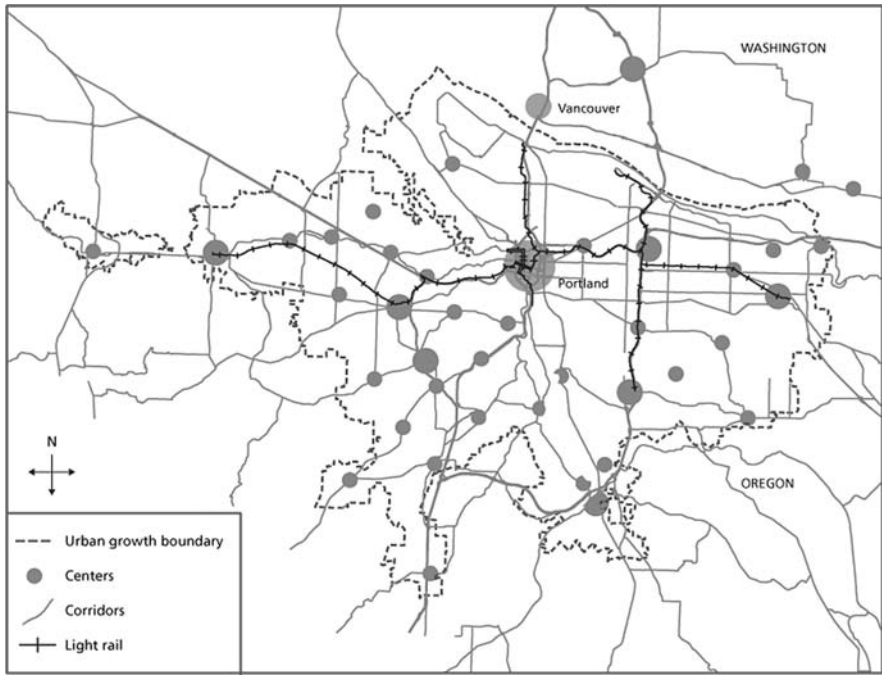 WASHINGTON
Vancouver
Portland
N
OREGON
Urban growth boundary
Centers
Corridors
Light rail